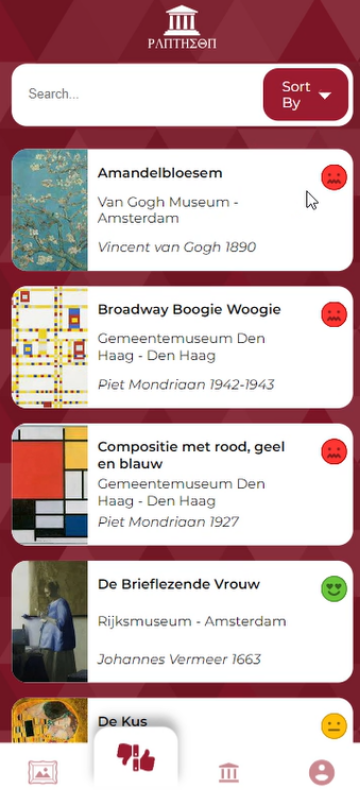 ΡΛΠΤΗΣΘΠ
Search...
Sort
By
Amandelbloesem
Van Gogh Museum -
Amsterdam
Vincent van Gogh 1890
Broadway Boogie Woogie
Gemeentemuseum Den
Haag - Den Haag
Piet Mondriaan 1942-1943
Compositie met rood, geel
en blauw
Gemeentemuseum Den
Haag - Den Haag
Piet Mondriaan 1927
De Brieflezende Vrouw
Rijksmuseum - Amsterdam
Johannes Vermeer 1663
De Kus